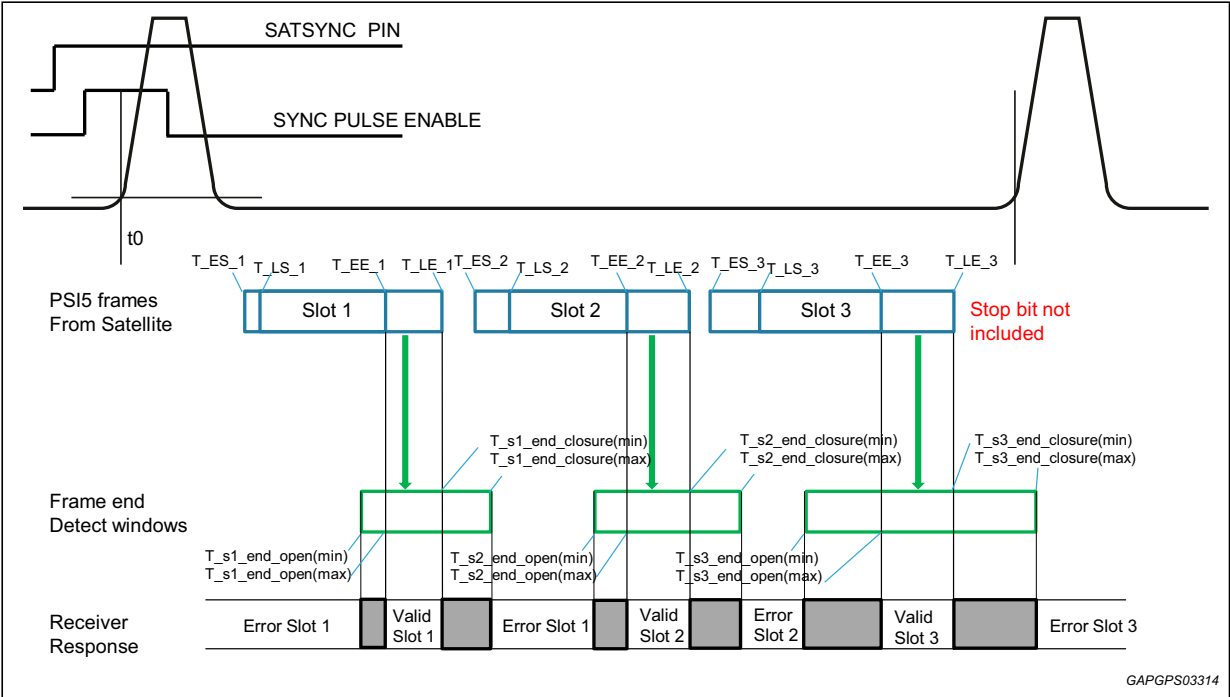 SATSYNC PIN
SYNC PULSE ENABLE
t0
T_ES_1 T_LS_1 T_EE_1 T_LE_1 T_ES_2 T_LS_2 T_EE_2 T_LE_2 T_ES_3 T_LS_3 T_EE_3 T_LE_3
PSI5 frames
From Satellite
Slot 1
Slot 2
Slot 3
Stop bit not
included
T_s1_end_closure(min)
T_s1_end_closure(max)
T_s2_end_closure(min)
T_s2_end_closure(max)
T_s3_end_closure(min)
T_s3_end_closure(max)
Frame end
Detect windows
T_s1_end_open(min)
T_s1_end_open(max)
T_s2_end_open(min)
T_s2_end_open(max)
T_s3_end_open(min)
T_s3_end_open(max)
Receiver
Response
Error Slot 1
Valid
Slot 1
Error Slot 1
Valid
Slot 2
Error
Slot 2
Valid
Slot 3
Error Slot 3
GAPGPS03314